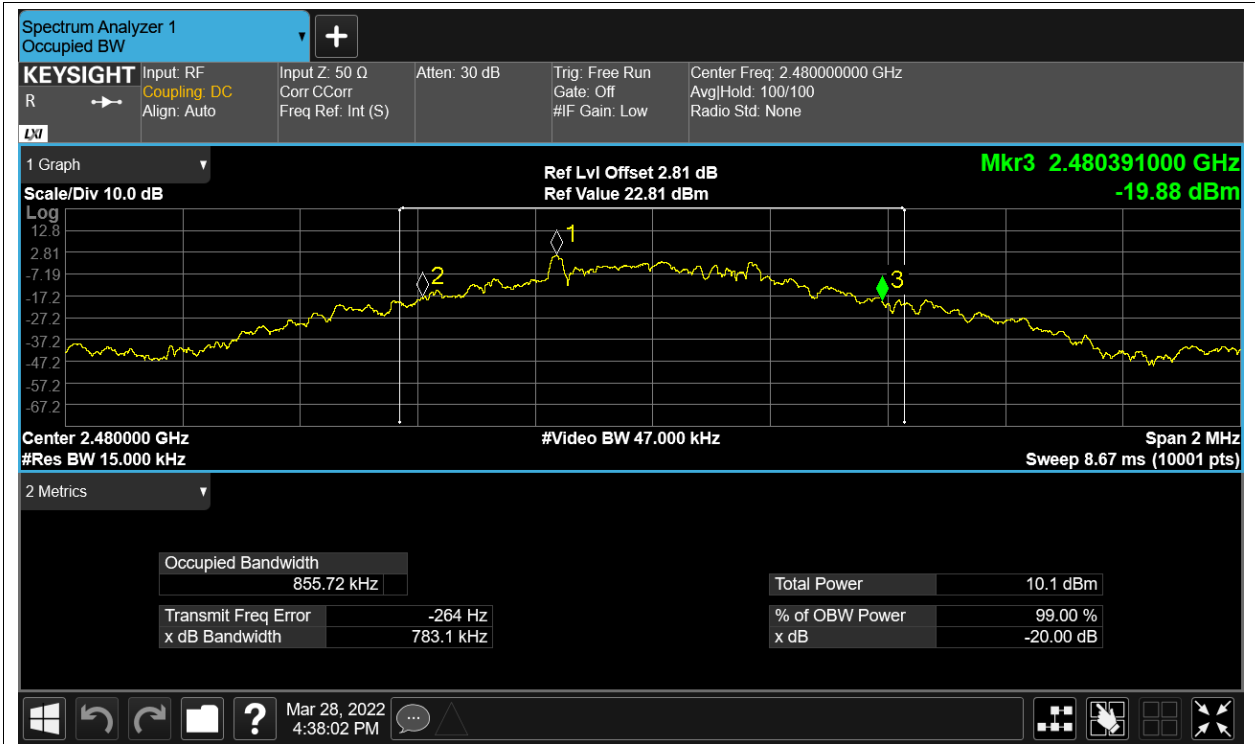 Spectrum Analyzer 1
Occupied BW
▼
+
KEYSIGHT
R
LXI
Input: RF
Coupling: DC
Align: Auto
Input Z: 50 Ω
Corr CCorr
Freq Ref: Int (S)
Atten: 30 dB
Trig: Free Run
Gate: Off
#IF Gain: Low
Center Freq: 2.480000000 GHz
Avg|Hold: 100/100
Radio Std: None
1 Graph ▼
Scale/Div 10.0 dB
Ref Lvl Offset 2.81 dB
Ref Value 22.81 dBm
Mkr3 2.480391000 GHz
-19.88 dBm
Log
12.8
2.81
-7.19
-17.2
-27.2
-37.2
-47.2
-57.2
-67.2
1
2
3
Center 2.480000 GHz
#Res BW 15.000 kHz
#Video BW 47.000 kHz
Span 2 MHz
Sweep 8.67 ms (10001 pts)
2 Metrics ▼
Occupied Bandwidth
855.72 kHz
Transmit Freq Error -264 Hz
x dB Bandwidth 783.1 kHz
Total Power 10.1 dBm
% of OBW Power 99.00 %
x dB -20.00 dB
?
Mar 28, 2022
4:38:02 PM